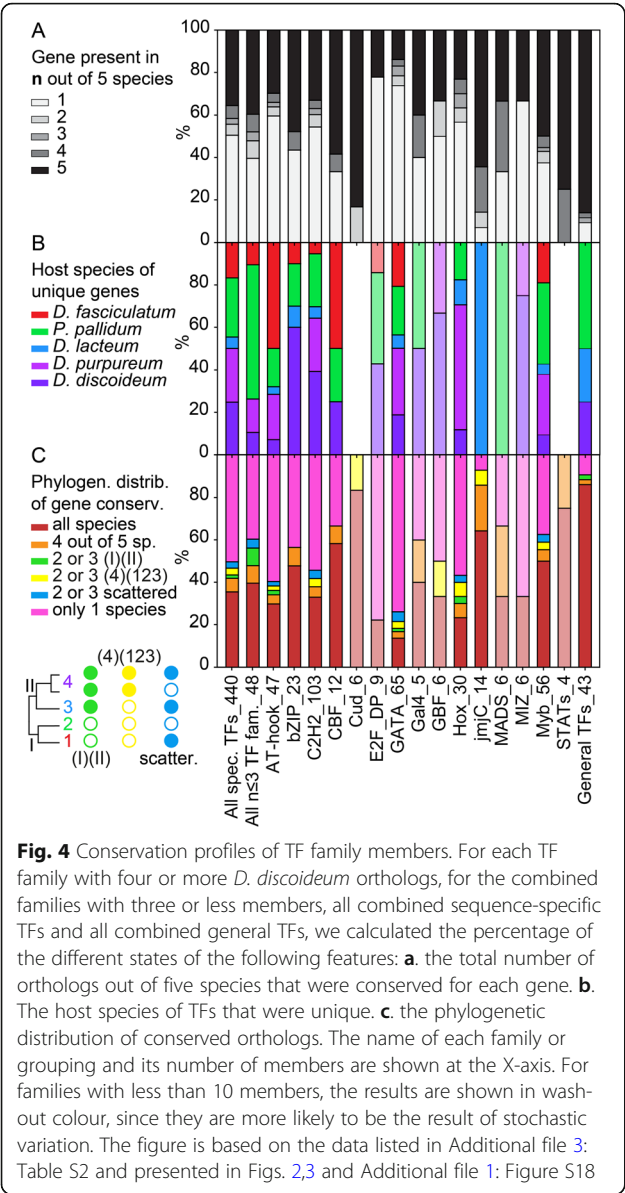 A
Gene present in
n out of 5 species
1
2
3
4
5
100
80
60
40
20
0
%
B
Host species of
unique genes
D. fasciculatum
P. pallidum
D. lacteum
D. purpureum
D. discoideum
80
60
40
20
0
%
C
Phylogen. distrib.
of gene conserv.
all species
4 out of 5 sp.
2 or 3 (I)(II)
2 or 3 (4)(123)
2 or 3 scattered
only 1 species
80
60
40
20
0
%
(4)(123)
II
4
3
2
I
1
(I)(II)
scatter.
All spec. TFs_440
All n≤3 TF fam._48
AT-hook_47
bZIP_23
C2H2_103
CBF_12
Cud_6
E2F_DP_9
GATA_65
Gal4_5
GBF_6
Hox_30
jmjC_14
MADS_6
MIZ_6
Myb_56
STATs_4
General TFs_43
Fig. 4 Conservation profiles of TF family members. For each TF
family with four or more D. discoideum orthologs, for the combined
families with three or less members, all combined sequence-specific
TFs and all combined general TFs, we calculated the percentage of
the different states of the following features: a. the total number of
orthologs out of five species that were conserved for each gene. b.
The host species of TFs that were unique. c. the phylogenetic
distribution of conserved orthologs. The name of each family or
grouping and its number of members are shown at the X-axis. For
families with less than 10 members, the results are shown in wash-
out colour, since they are more likely to be the result of stochastic
variation. The figure is based on the data listed in Additional file 3:
Table S2 and presented in Figs. 2,3 and Additional file 1: Figure S18